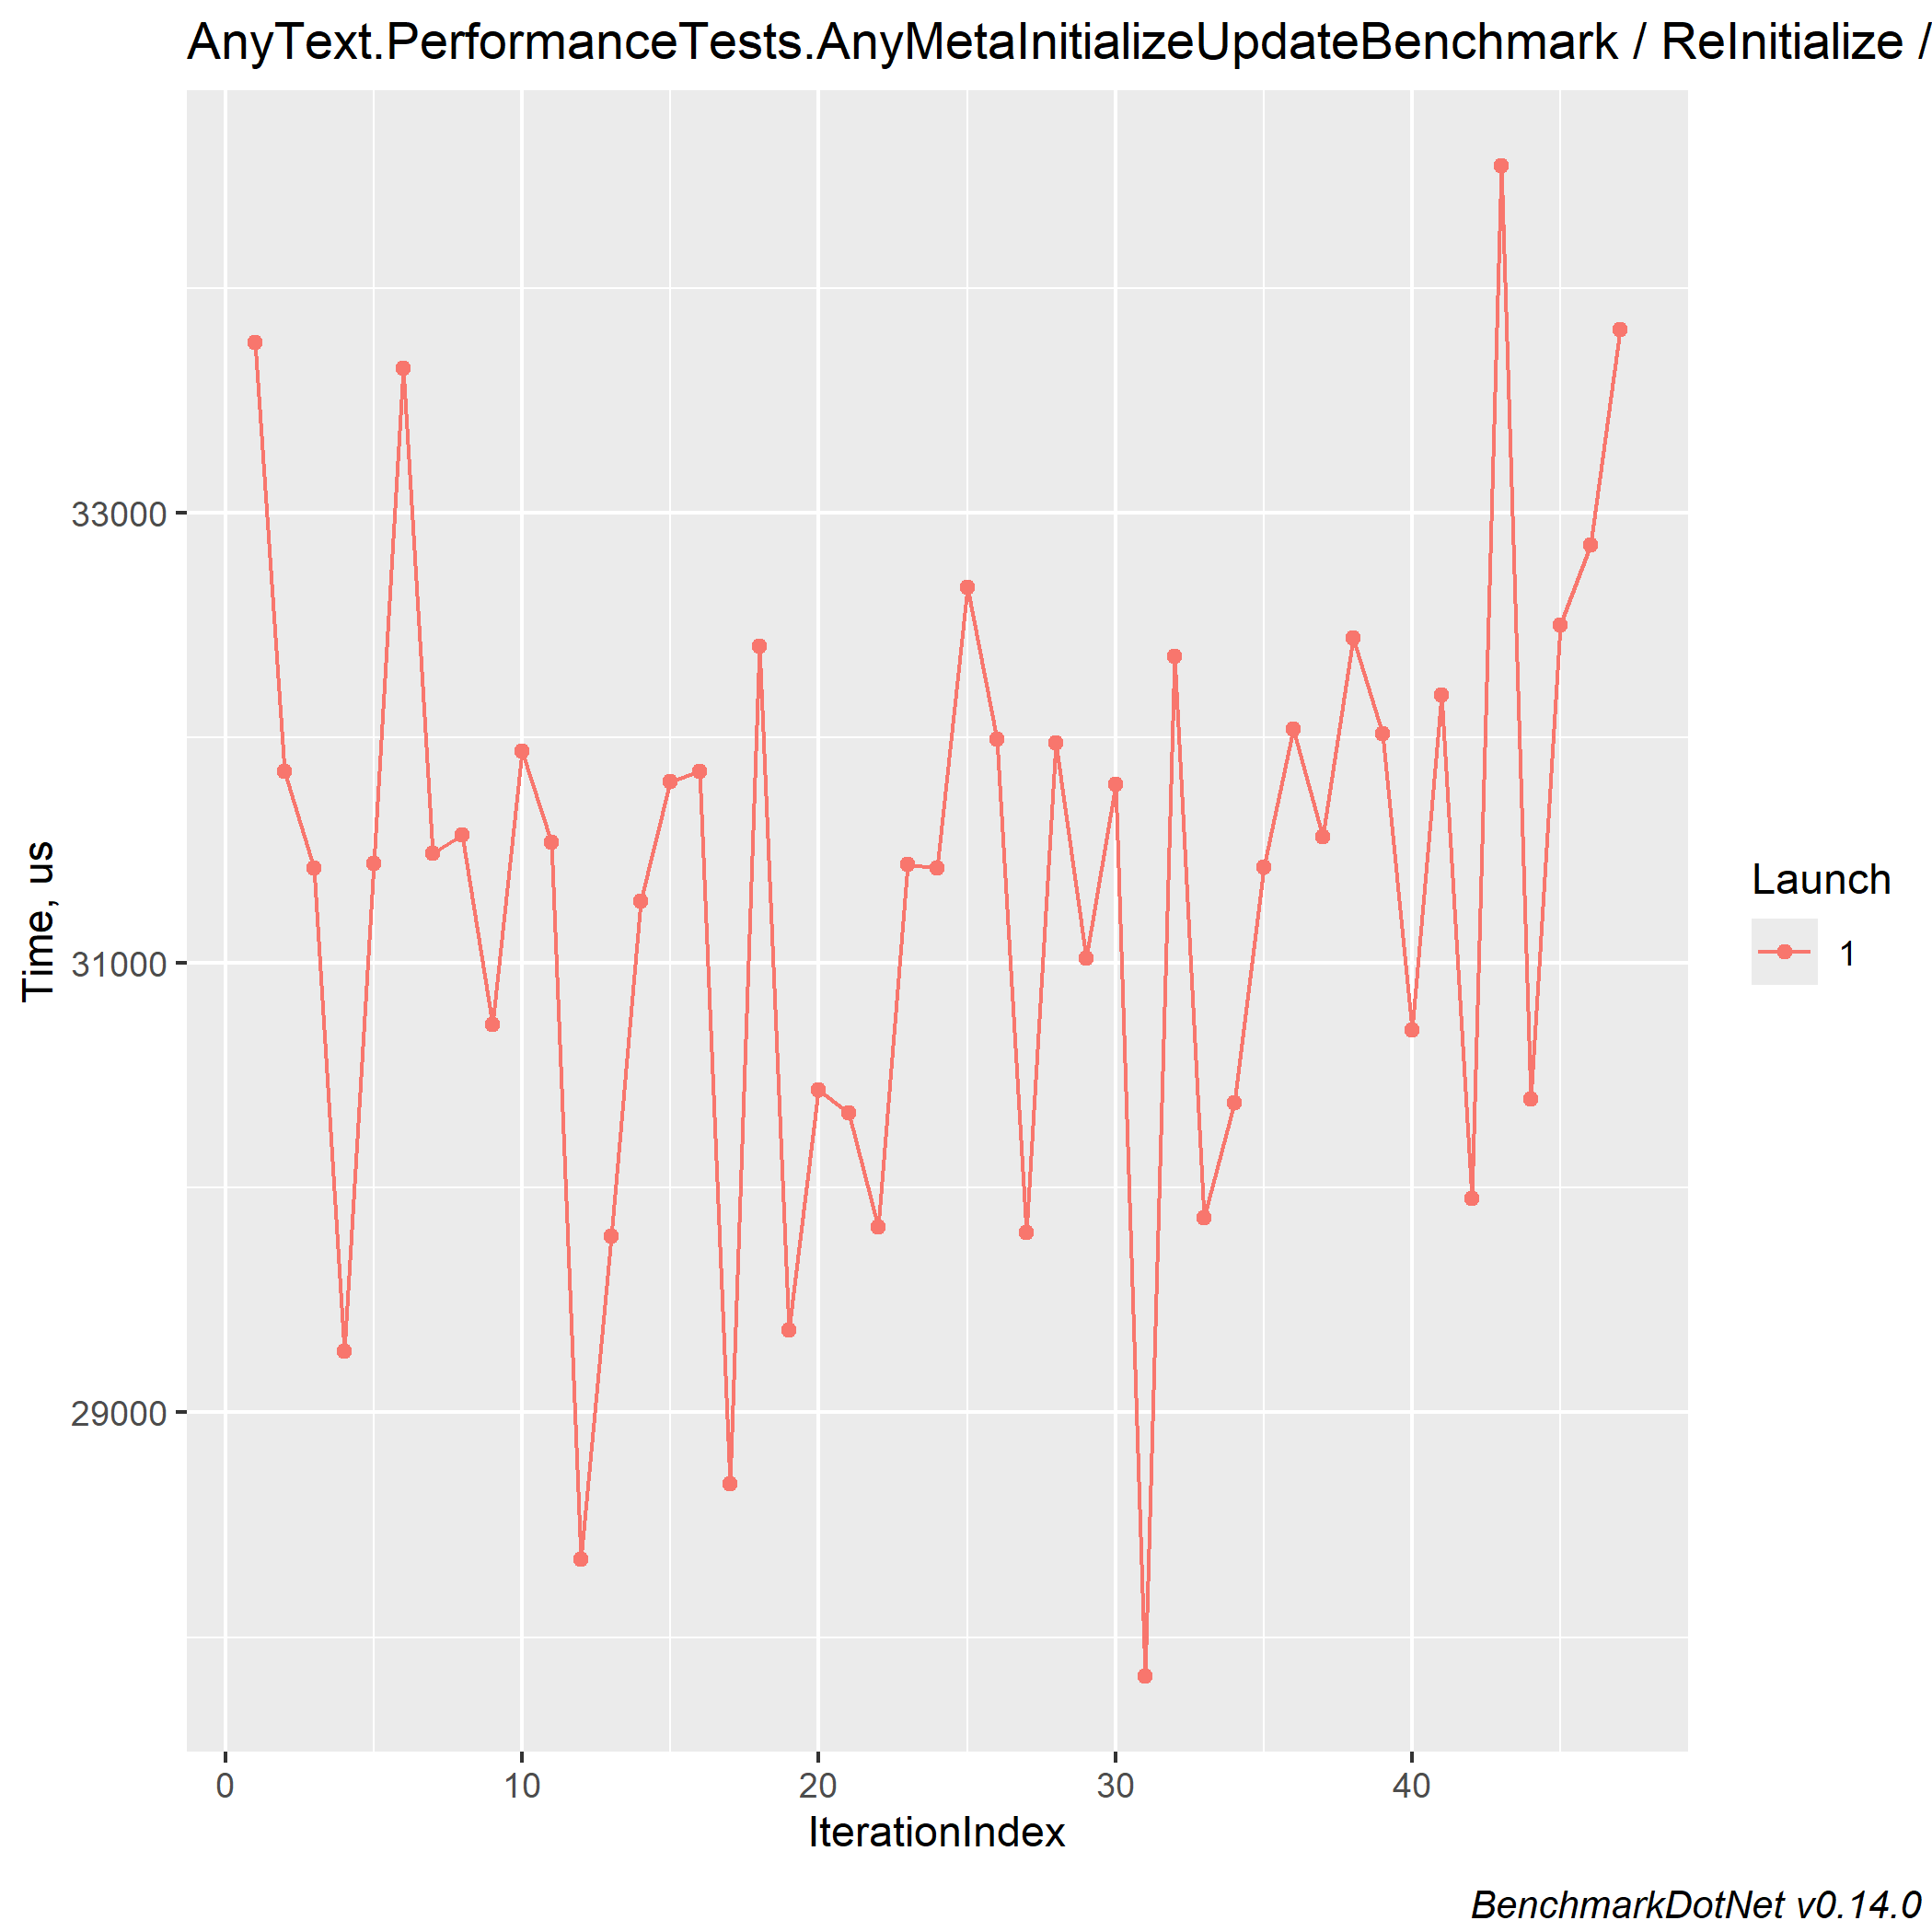 AnyText.PerformanceTests.AnyMetaInitializeUpdateBenchmark / ReInitialize /
33000
31000
29000
Time, us
0 10 20 30 40
IterationIndex
Launch
1
BenchmarkDotNet v0.14.0